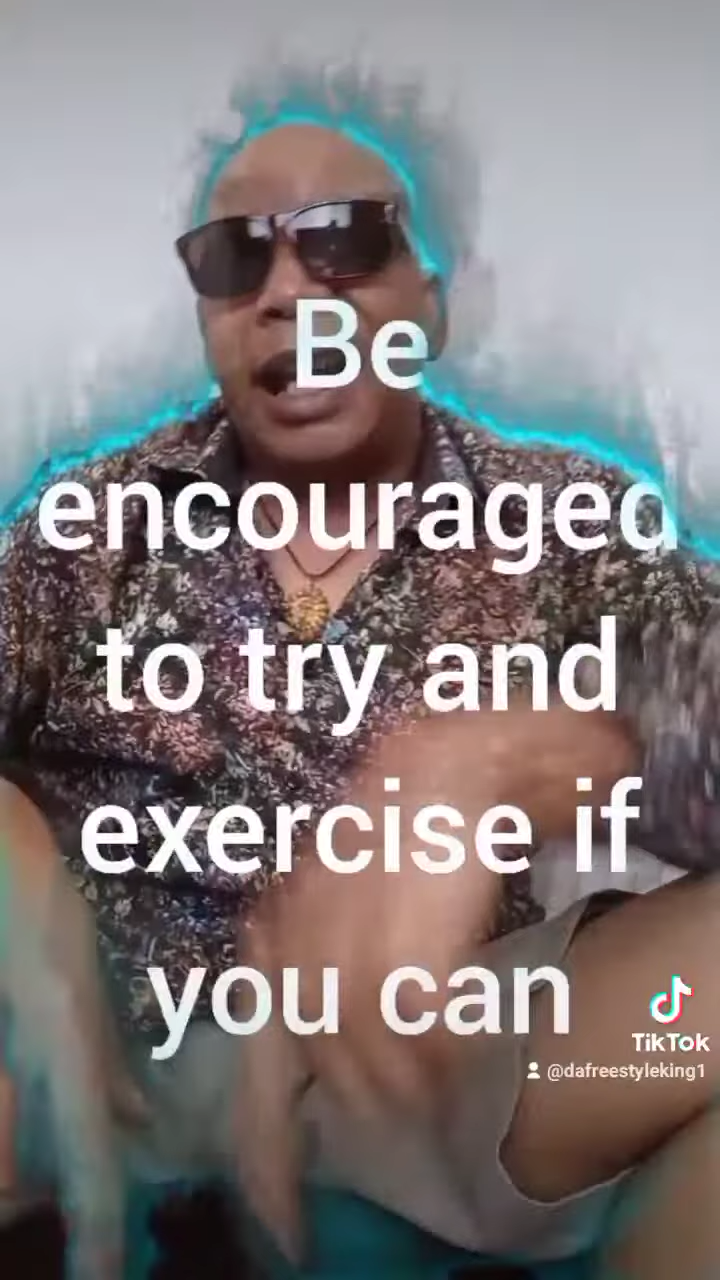 Be
encouraged
to try and
exercise if
you can
TikTok
@dafreestyleking1